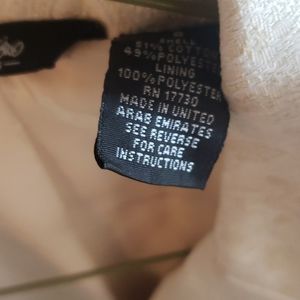 SHELL
51% COTTON
49% POLYESTER
LINING
100% POLYESTER
RN 17730
MADE IN UNITED
ARAB EMIRATES
SEE REVERSE
FOR CARE
INSTRUCTIONS